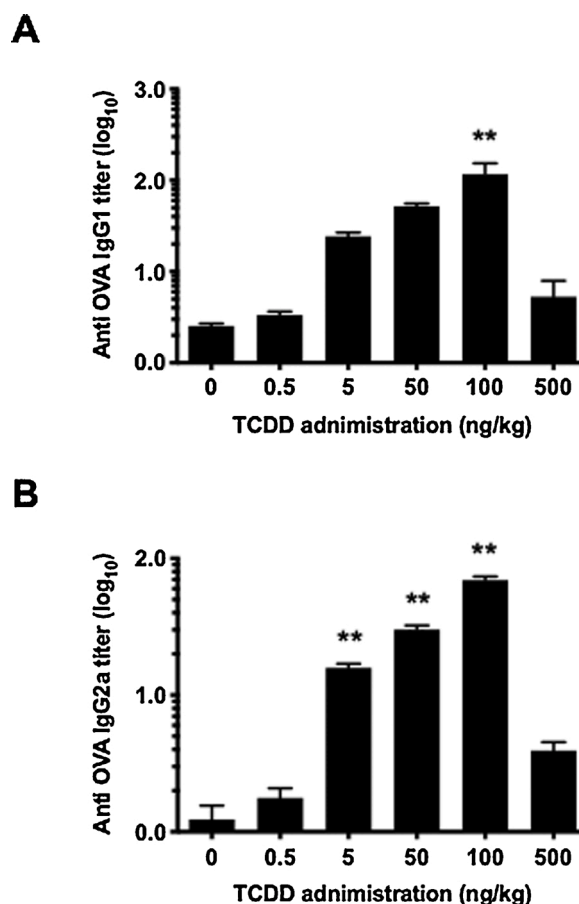 A
Anti OVA IgG1 titer (log10)
3.0
2.0
1.0
0.0
**
0 0.5 5 50 100 500
TCDD adnimistration (ng/kg)
B
Anti OVA IgG2a titer (log10)
2.0
1.0
0.0
** ** **
0 0.5 5 50 100 500
TCDD adnimistration (ng/kg)